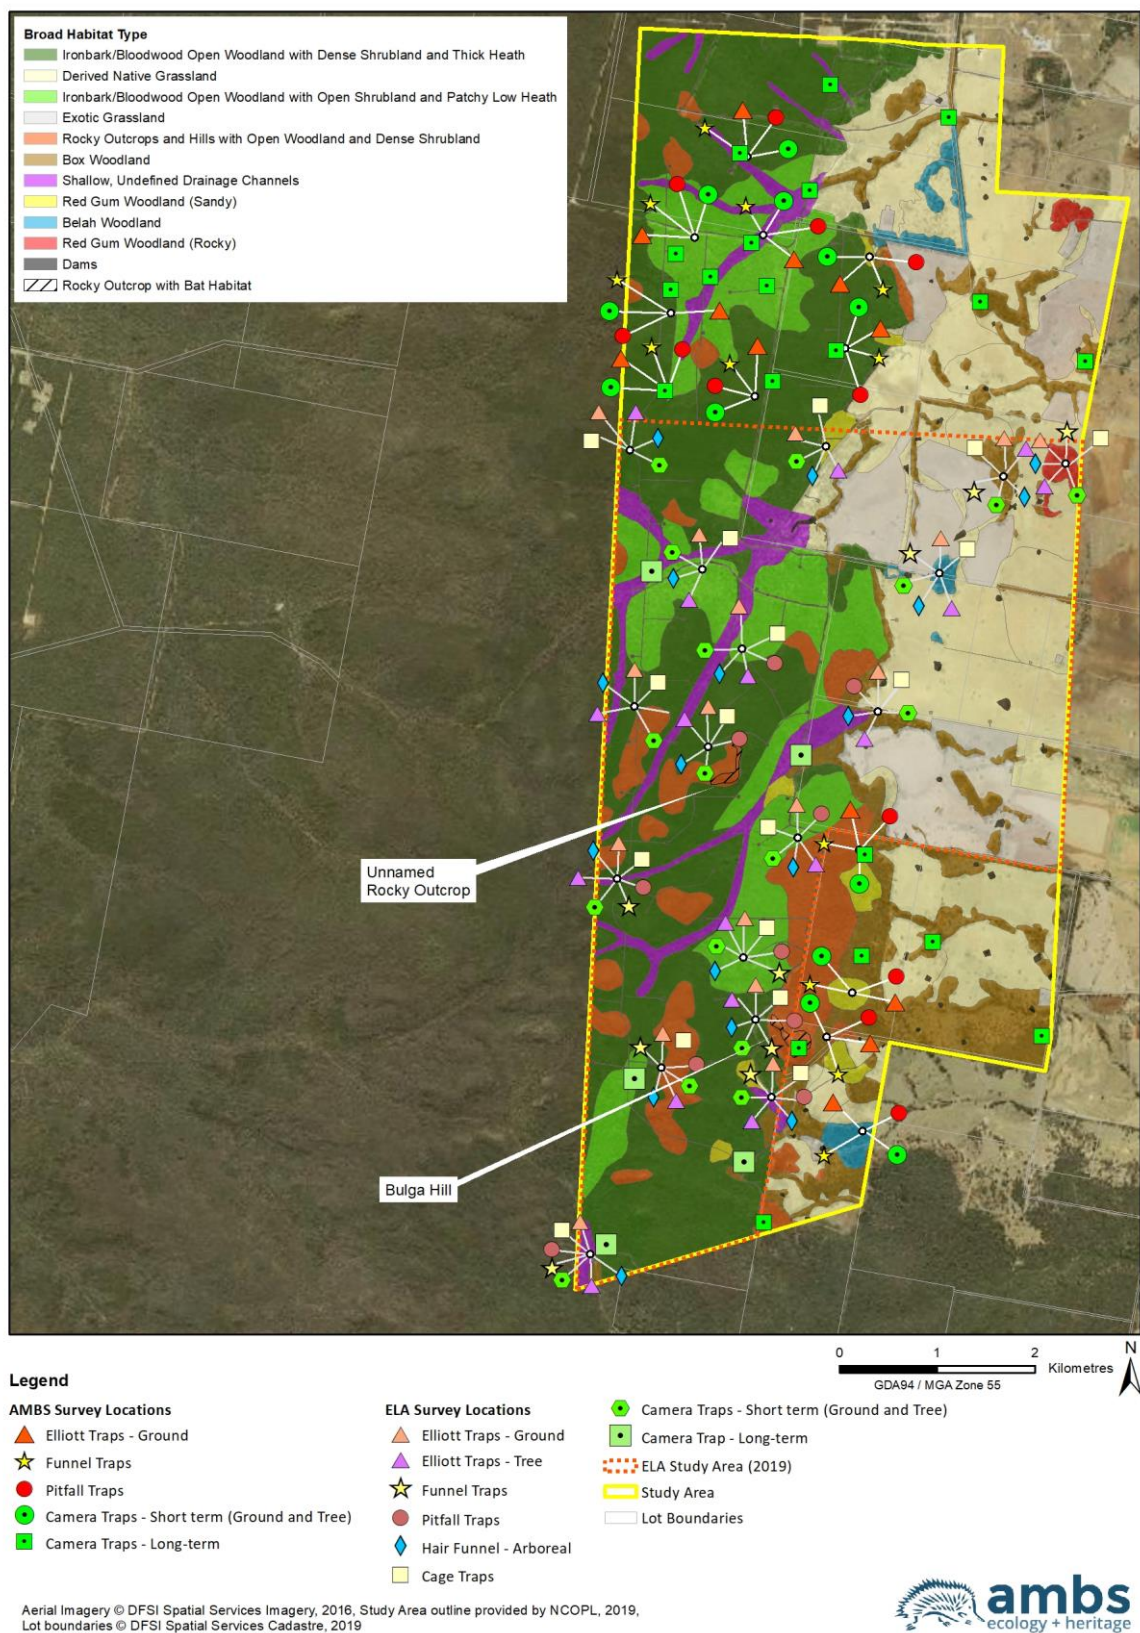 Broad Habitat Type
Ironbark/Bloodwood Open Woodland with Dense Shrubland and Thick Heath
Derived Native Grassland
Ironbark/Bloodwood Open Woodland with Open Shrubland and Patchy Low Heath
Exotic Grassland
Rocky Outcrops and Hills with Open Woodland and Dense Shrubland
Box Woodland
Shallow, Undefined Drainage Channels
Red Gum Woodland (Sandy)
Belah Woodland
Red Gum Woodland (Rocky)
Dams
Rocky Outcrop with Bat Habitat
Unnamed
Rocky Outcrop
Bulga Hill
0 1 2
Kilometres
GDA94 / MGA Zone 55
N
Legend
AMBS Survey Locations
Elliott Traps - Ground
Funnel Traps
Pitfall Traps
Camera Traps - Short term (Ground and Tree)
Camera Traps - Long-term
ELA Survey Locations
Elliott Traps - Ground
Elliott Traps - Tree
Funnel Traps
Pitfall Traps
Hair Funnel - Arboreal
Cage Traps
Camera Traps - Short term (Ground and Tree)
Camera Trap - Long-term
ELA Study Area (2019)
Study Area
Lot Boundaries
Aerial Imagery © DFSI Spatial Services Imagery, 2016, Study Area outline provided by NCOPL, 2019,
Lot boundaries © DFSI Spatial Services Cadastre, 2019
ambs
ecology + heritage